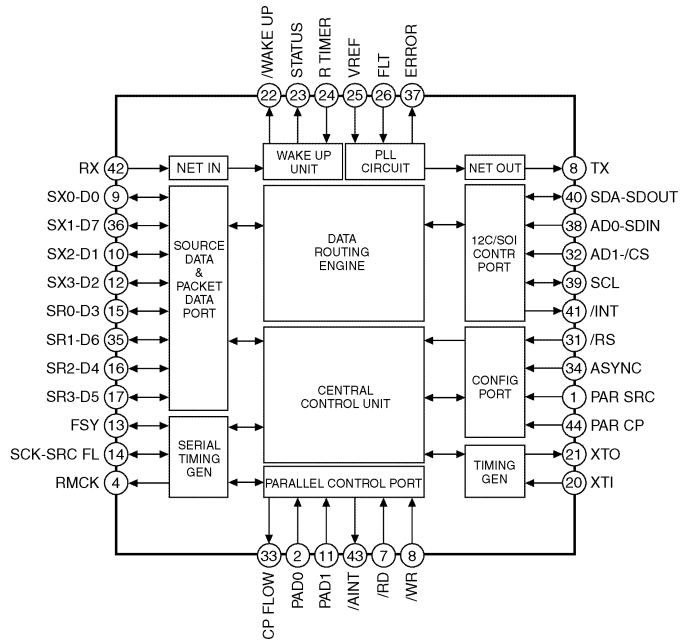 /WAKE UP
STATUS
R TIMER
VREF
FLT
ERROR
22
23
24
25
26
37
RX 42
NET IN
WAKE UP
UNIT
PLL
CIRCUIT
NET OUT
8 TX
SX0-D0 9
SX1-D7 36
SX2-D1 10
SX3-D2 12
SR0-D3 15
SR1-D6 35
SR2-D4 16
SR3-D5 17
FSY 13
SCK-SRC FL 14
RMCK 4
SOURCE
DATA
&
PACKET
DATA
PORT
SERIAL
TIMING
GEN
DATA
ROUTING
ENGINE
CENTRAL
CONTROL UNIT
PARALLEL CONTROL PORT
12C/SOI
CONTR
PORT
CONFIG
PORT
TIMING
GEN
40 SDA-SDOUT
38 AD0-SDIN
32 AD1-/CS
39 SCL
41 /INT
31 /RS
34 ASYNC
1 PAR SRC
44 PAR CP
21 XTO
20 XTI
33
2
11
43
7
8
CP FLOW
PAD0
PAD1
/AINT
/RD
/WR